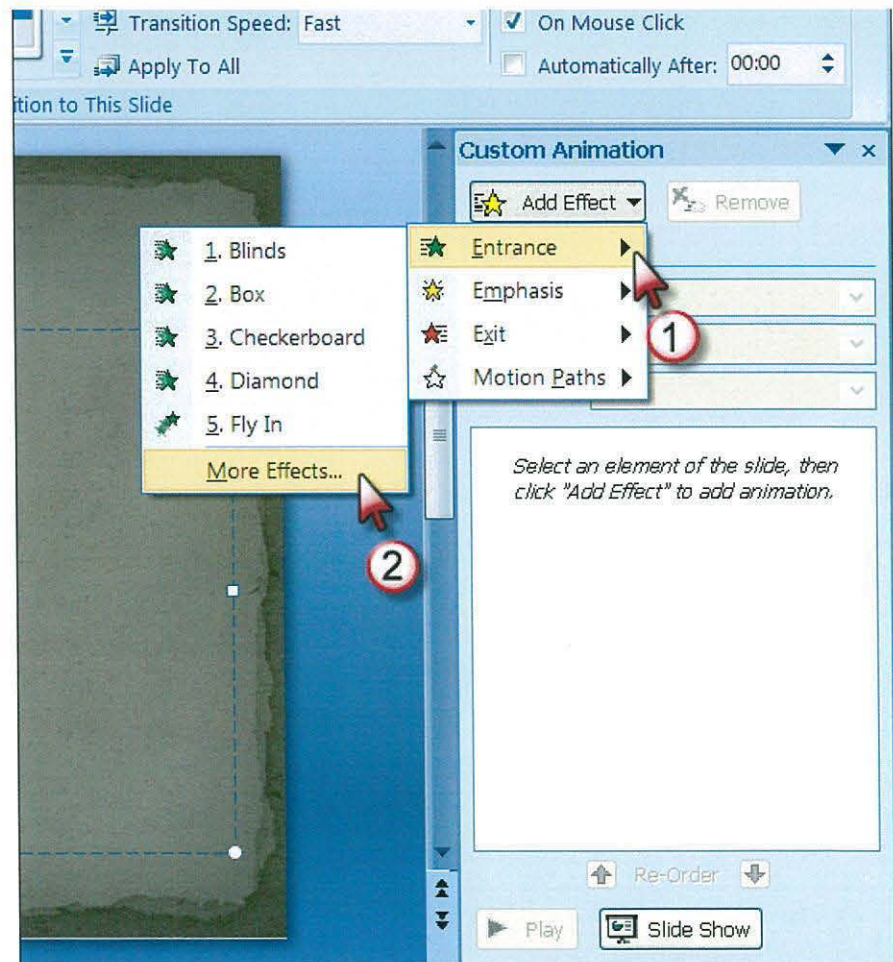 Transition Speed: Fast
On Mouse Click
Apply To All
Automatically After: 00:00
ition to This Slide
Custom Animation
Add Effect
Remove
Entrance
Emphasis
Exit
Motion Paths
1. Blinds
2. Box
3. Checkerboard
4. Diamond
5. Fly In
More Effects...
1
2
Select an element of the slide, then
click "Add Effect" to add animation.
Re-Order
Play
Slide Show